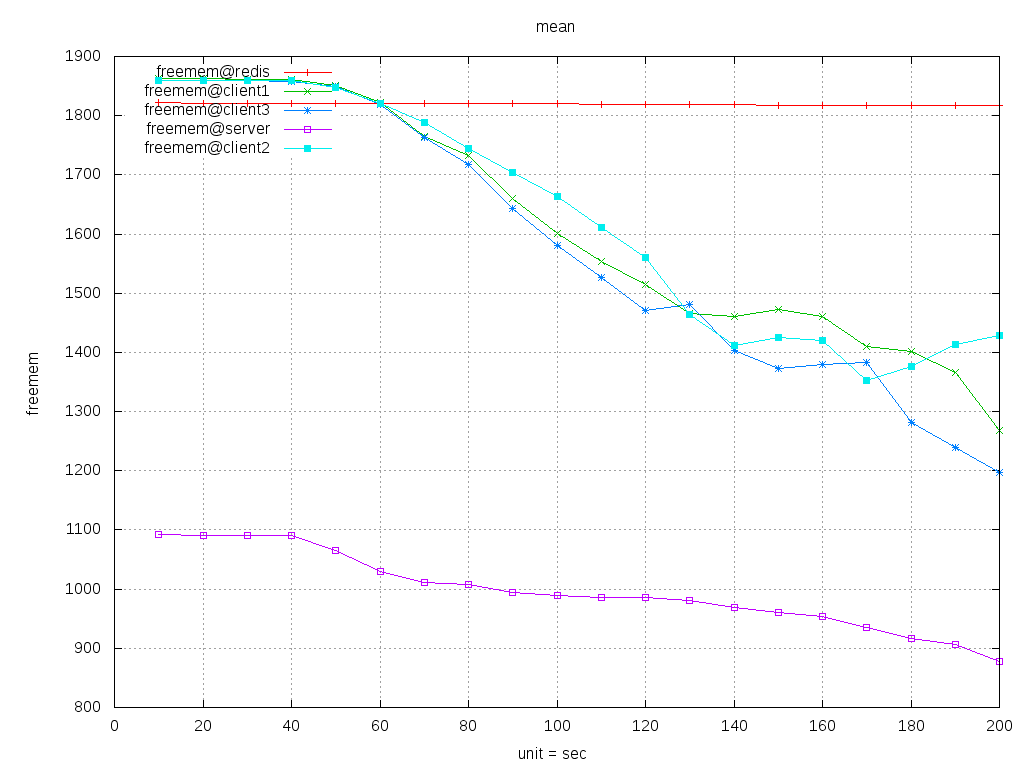 mean
1900
1800
1700
1600
1500
1400
1300
1200
1100
1000
900
800
freemem
freemem@redis
freemem@client1
freemem@client3
freemem@server
freemem@client2
0 20 40 60 80 100 120 140 160 180 200
unit = sec